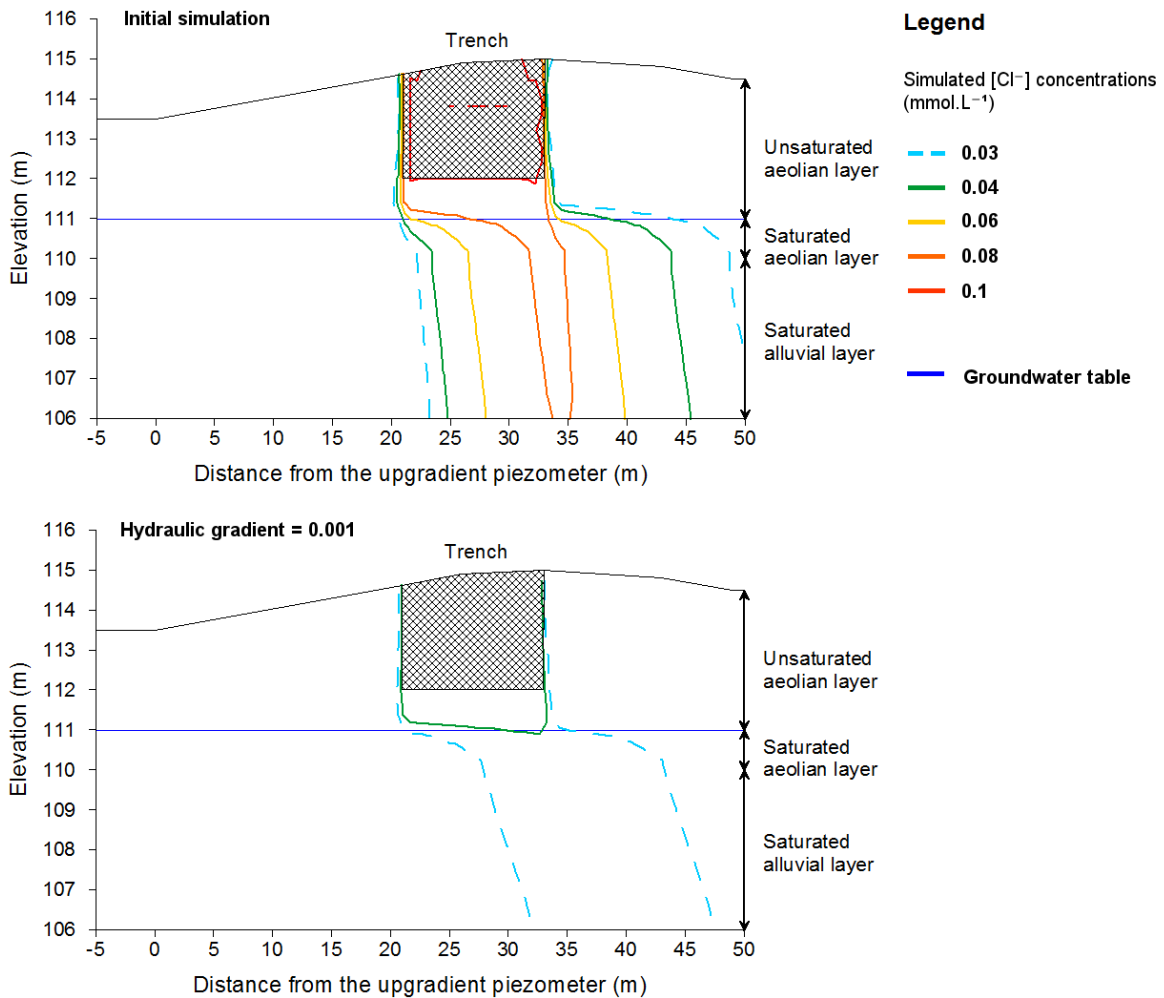 Initial simulation
Trench
116
115
114
113
112
111
110
109
108
107
106
Elevation (m)
-5 0 5 10 15 20 25 30 35 40 45 50
Distance from the upgradient piezometer (m)
Unsaturated
aeolian layer
Saturated
aeolian layer
Saturated
alluvial layer
Legend
Simulated [Cl⁻] concentrations
(mmol.L⁻¹)
0.03
0.04
0.06
0.08
0.1
Groundwater table
Hydraulic gradient = 0.001
Trench
116
115
114
113
112
111
110
109
108
107
106
Elevation (m)
-5 0 5 10 15 20 25 30 35 40 45 50
Distance from the upgradient piezometer (m)
Unsaturated
aeolian layer
Saturated
aeolian layer
Saturated
alluvial layer